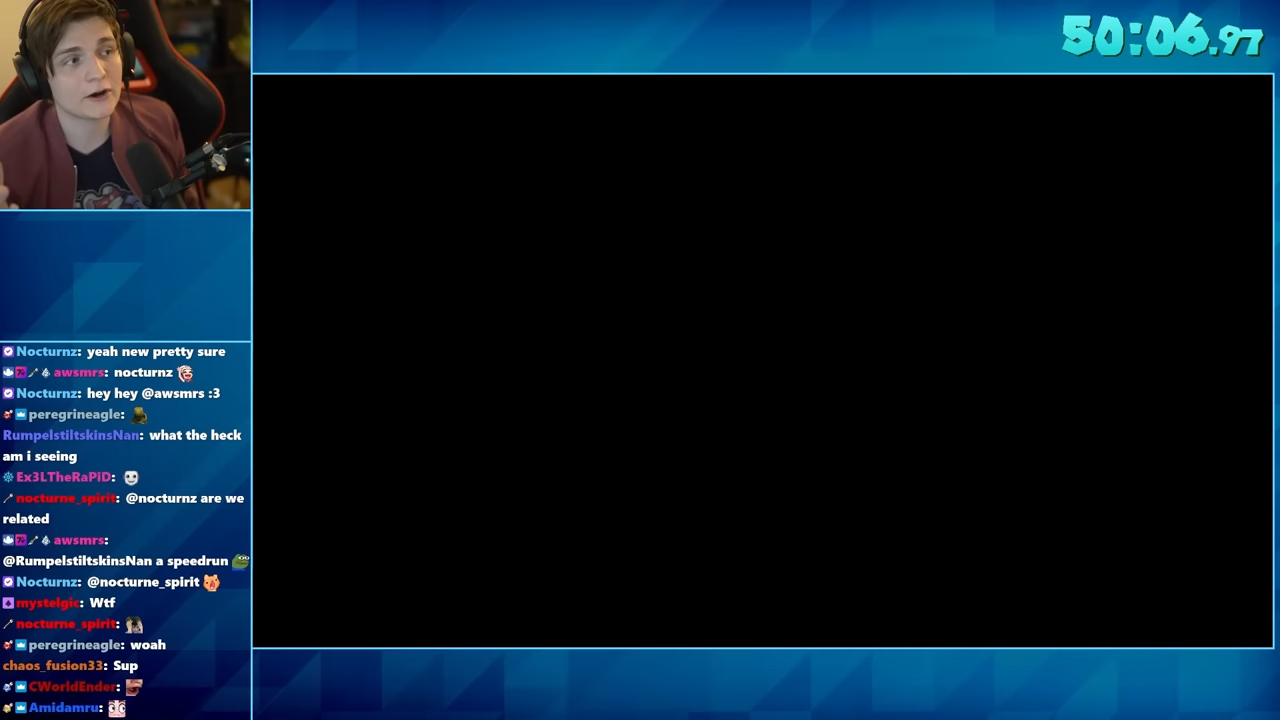 50:06.97
Nocturnz: yeah new pretty sure
awsmrs: nocturnz
Nocturnz: hey hey @awsmrs :3
peregrineagle:
RumpelstiltskinsNan: what the heck
am i seeing
Ex3LTheRaPiD:
nocturne_spirit: @nocturnz are we
related
awsmrs:
@RumpelstiltskinsNan a speedrun
Nocturnz: @nocturne_spirit
mystelgic: Wtf
nocturne_spirit:
peregrineagle: woah
chaos_fusion33: Sup
CWorldEnder:
Amidamru: